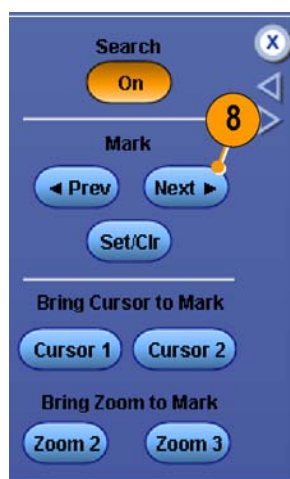 Search
X
On
8
Mark
◄ Prev Next ►
Set/Clr
Bring Cursor to Mark
Cursor 1 Cursor 2
Bring Zoom to Mark
Zoom 2 Zoom 3